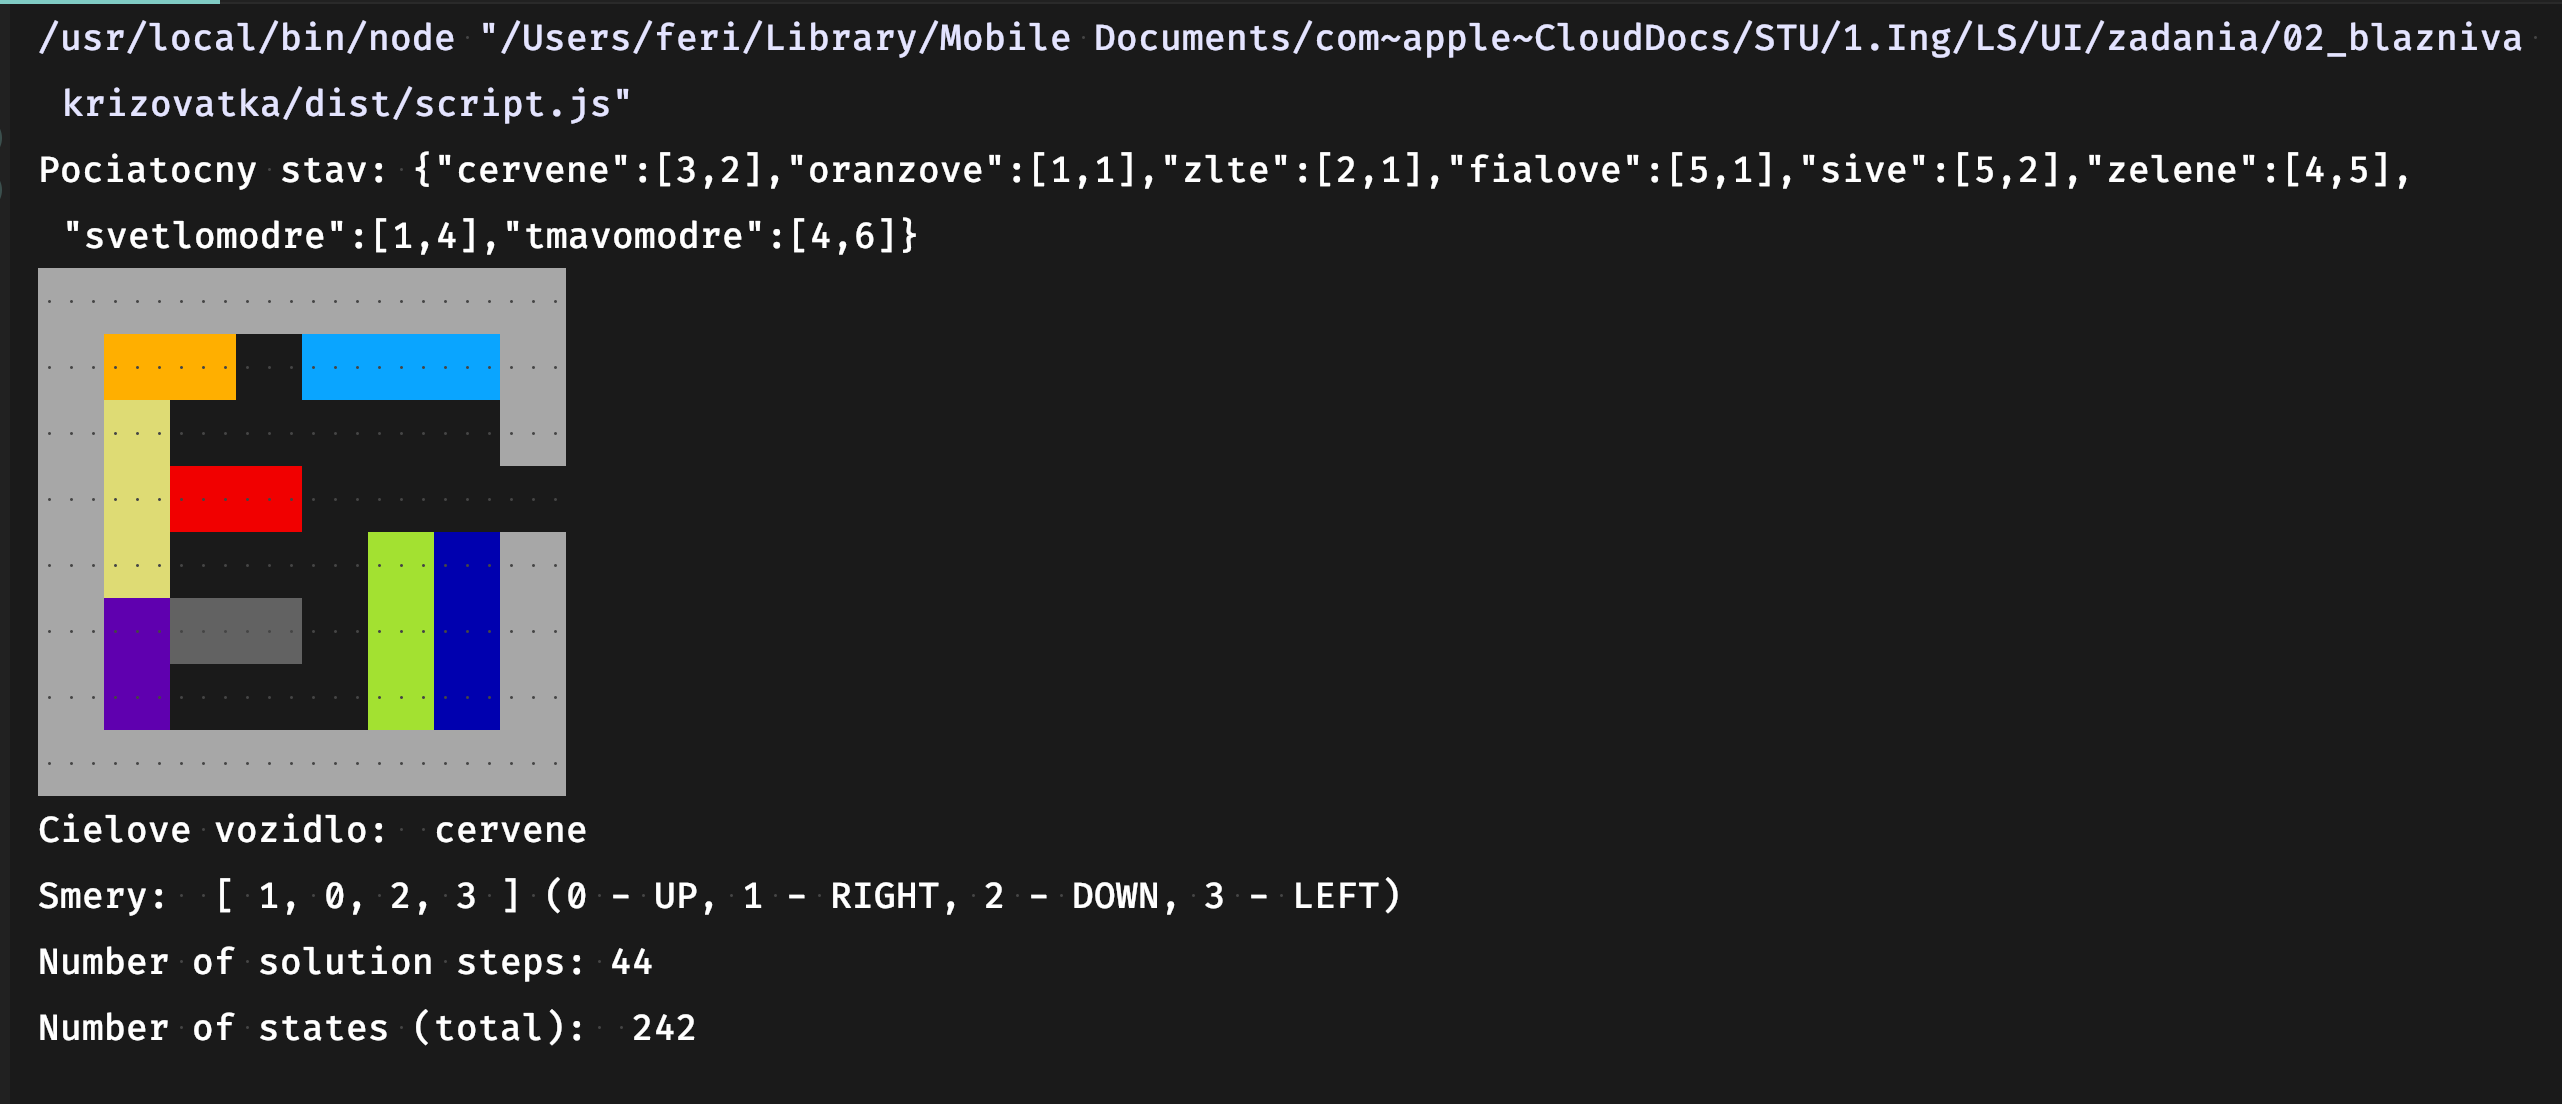 /usr/local/bin/node "/Users/feri/Library/Mobile Documents/com~apple~CloudDocs/STU/1.Ing/LS/UI/zadania/02_blazniva
krizovatka/dist/script.js"
Pociatocny stav: {"cervene":[3,2],"oranzove":[1,1],"zlte":[2,1],"fialove":[5,1],"sive":[5,2],"zelene":[4,5],
"svetlomodre":[1,4],"tmavomodre":[4,6]}
Cielove vozidlo:  cervene
Smery:  [ 1, 0, 2, 3 ] (0 - UP, 1 - RIGHT, 2 - DOWN, 3 - LEFT)
Number of solution steps: 44
Number of states (total):  242